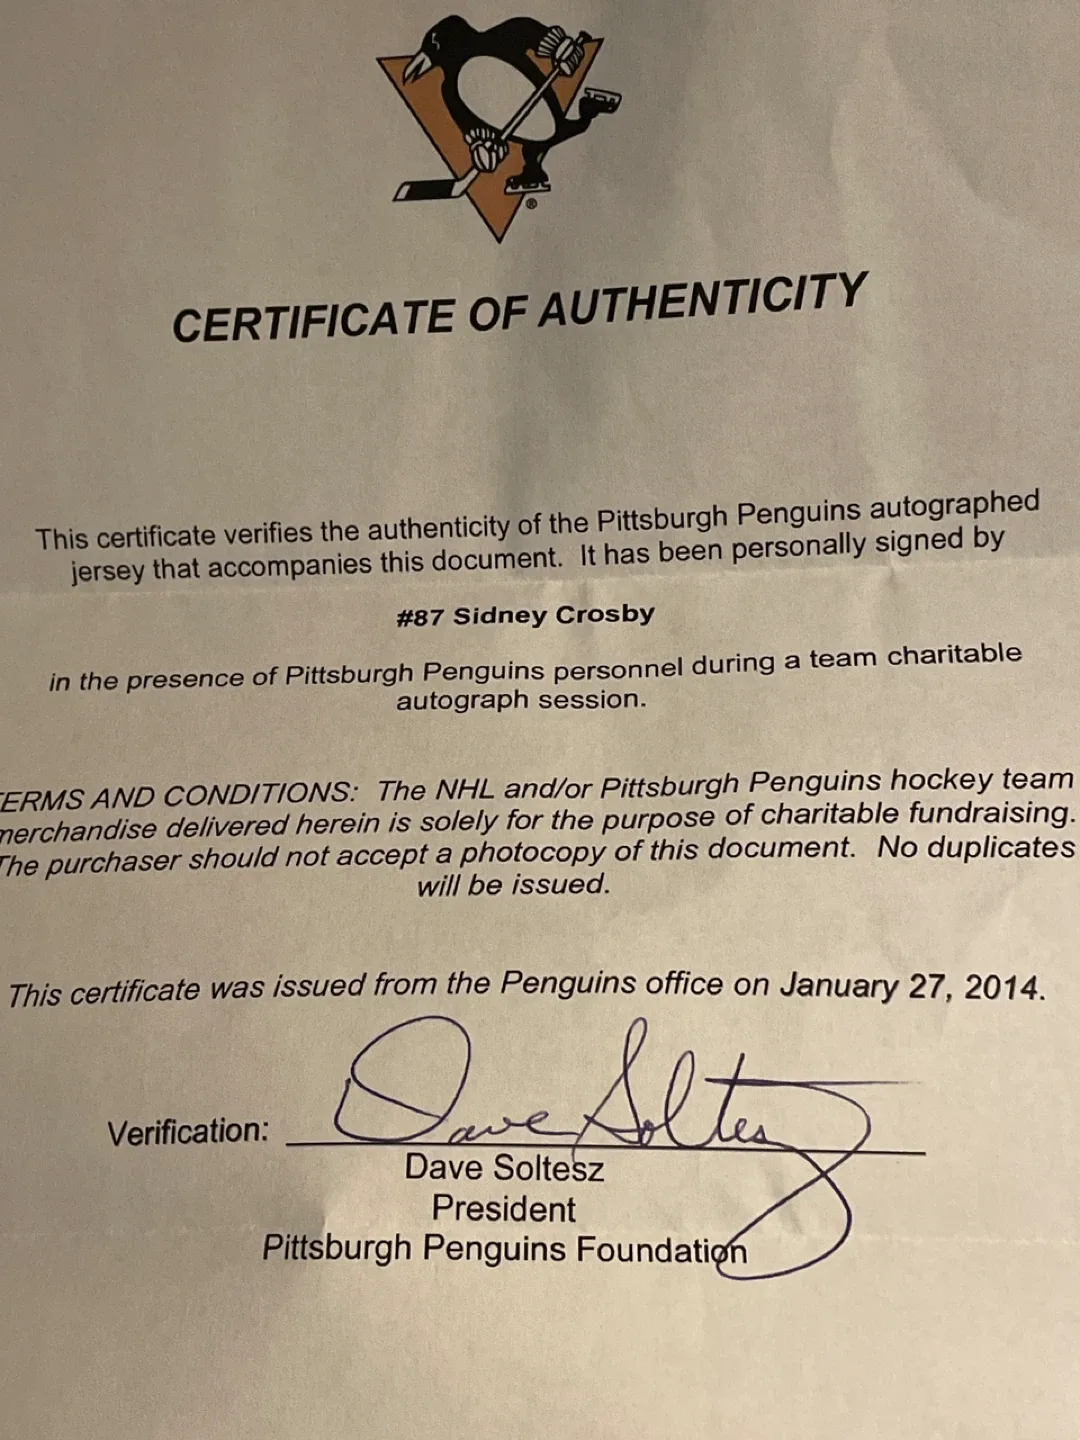 ®
CERTIFICATE OF AUTHENTICITY
This certificate verifies the authenticity of the Pittsburgh Penguins autographed
jersey that accompanies this document. It has been personally signed by
#87 Sidney Crosby
in the presence of Pittsburgh Penguins personnel during a team charitable
autograph session.
ERMS AND CONDITIONS: The NHL and/or Pittsburgh Penguins hockey team
merchandise delivered herein is solely for the purpose of charitable fundraising.
The purchaser should not accept a photocopy of this document. No duplicates
will be issued.
This certificate was issued from the Penguins office on January 27, 2014.
Verification: Dave Soltesz
Dave Soltesz
President
Pittsburgh Penguins Foundation